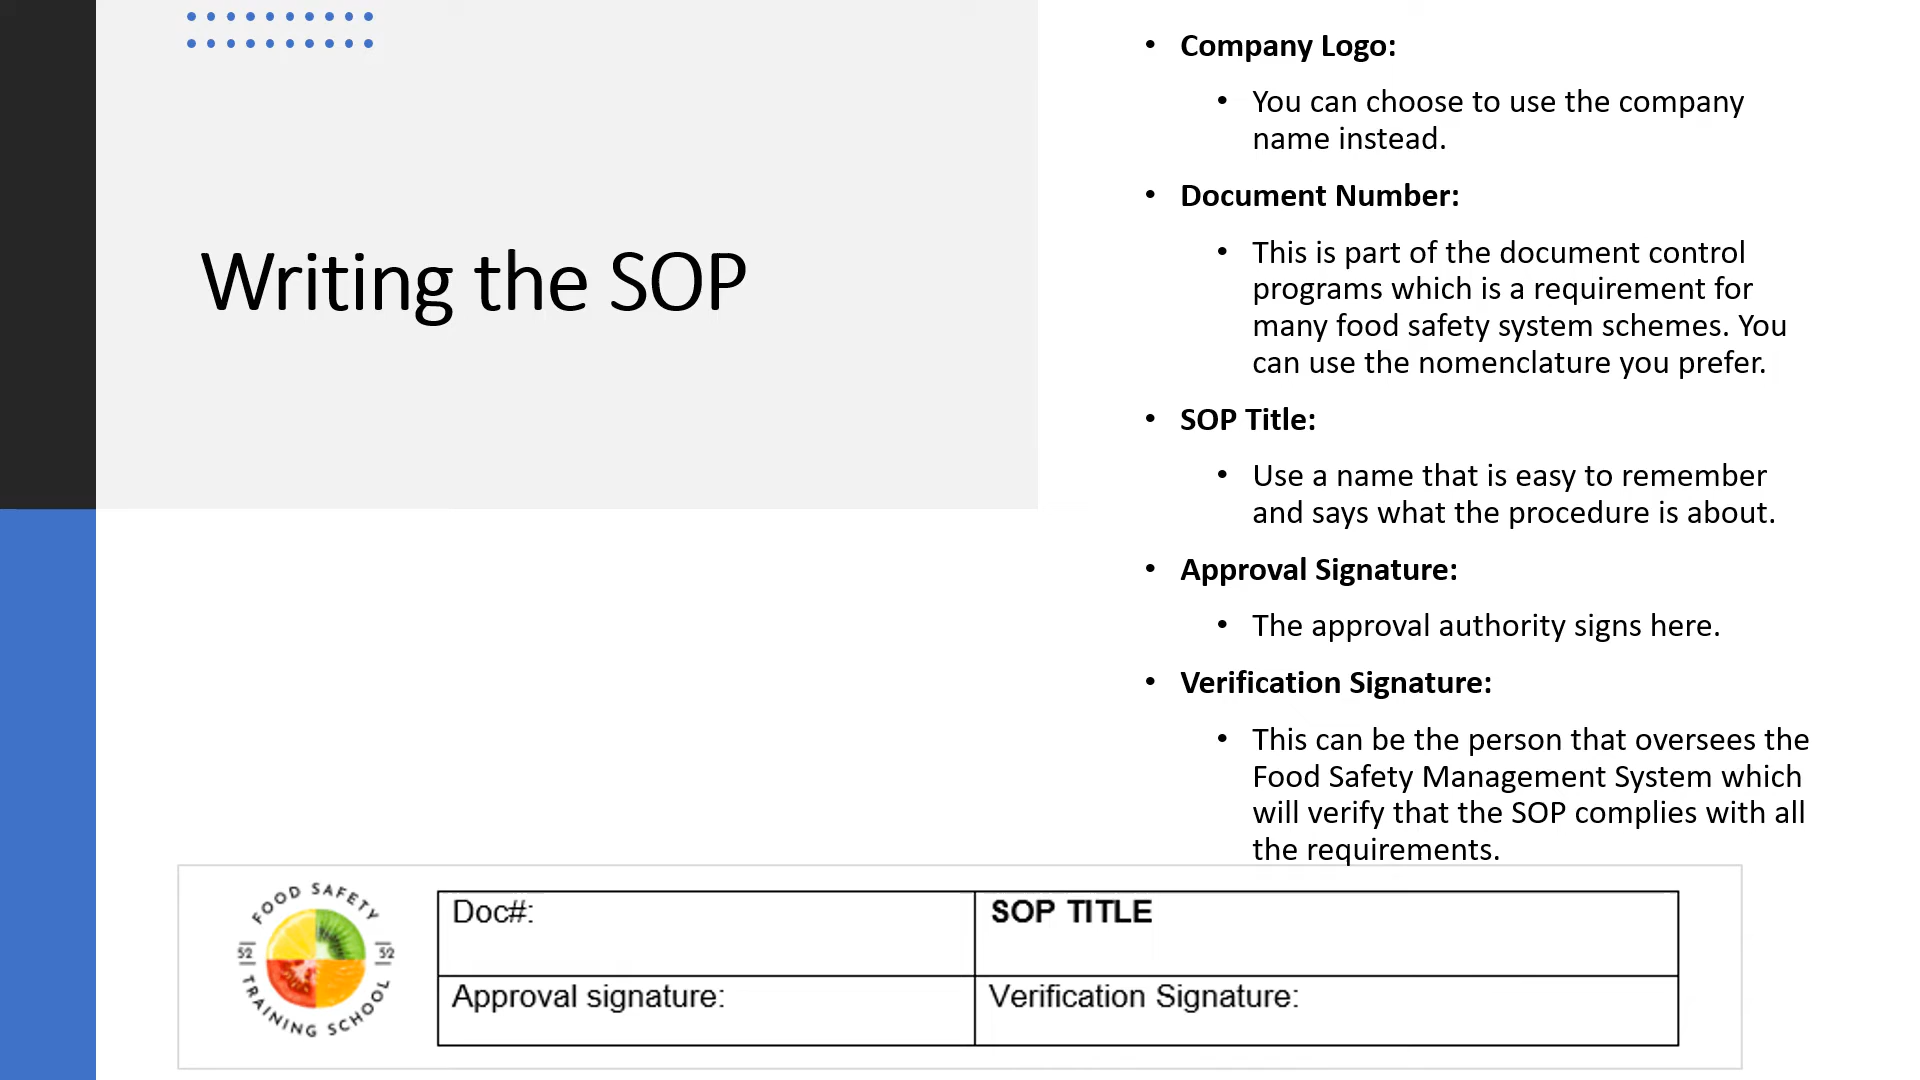 Writing the SOP
• Company Logo:
• You can choose to use the company
name instead.
• Document Number:
• This is part of the document control
programs which is a requirement for
many food safety system schemes. You
can use the nomenclature you prefer.
• SOP Title:
• Use a name that is easy to remember
and says what the procedure is about.
• Approval Signature:
• The approval authority signs here.
• Verification Signature:
• This can be the person that oversees the
Food Safety Management System which
will verify that the SOP complies with all
the requirements.
FOOD SAFETY
52 52
TRAINING SCHOOL
Doc#:
SOP TITLE
Approval signature:
Verification Signature: